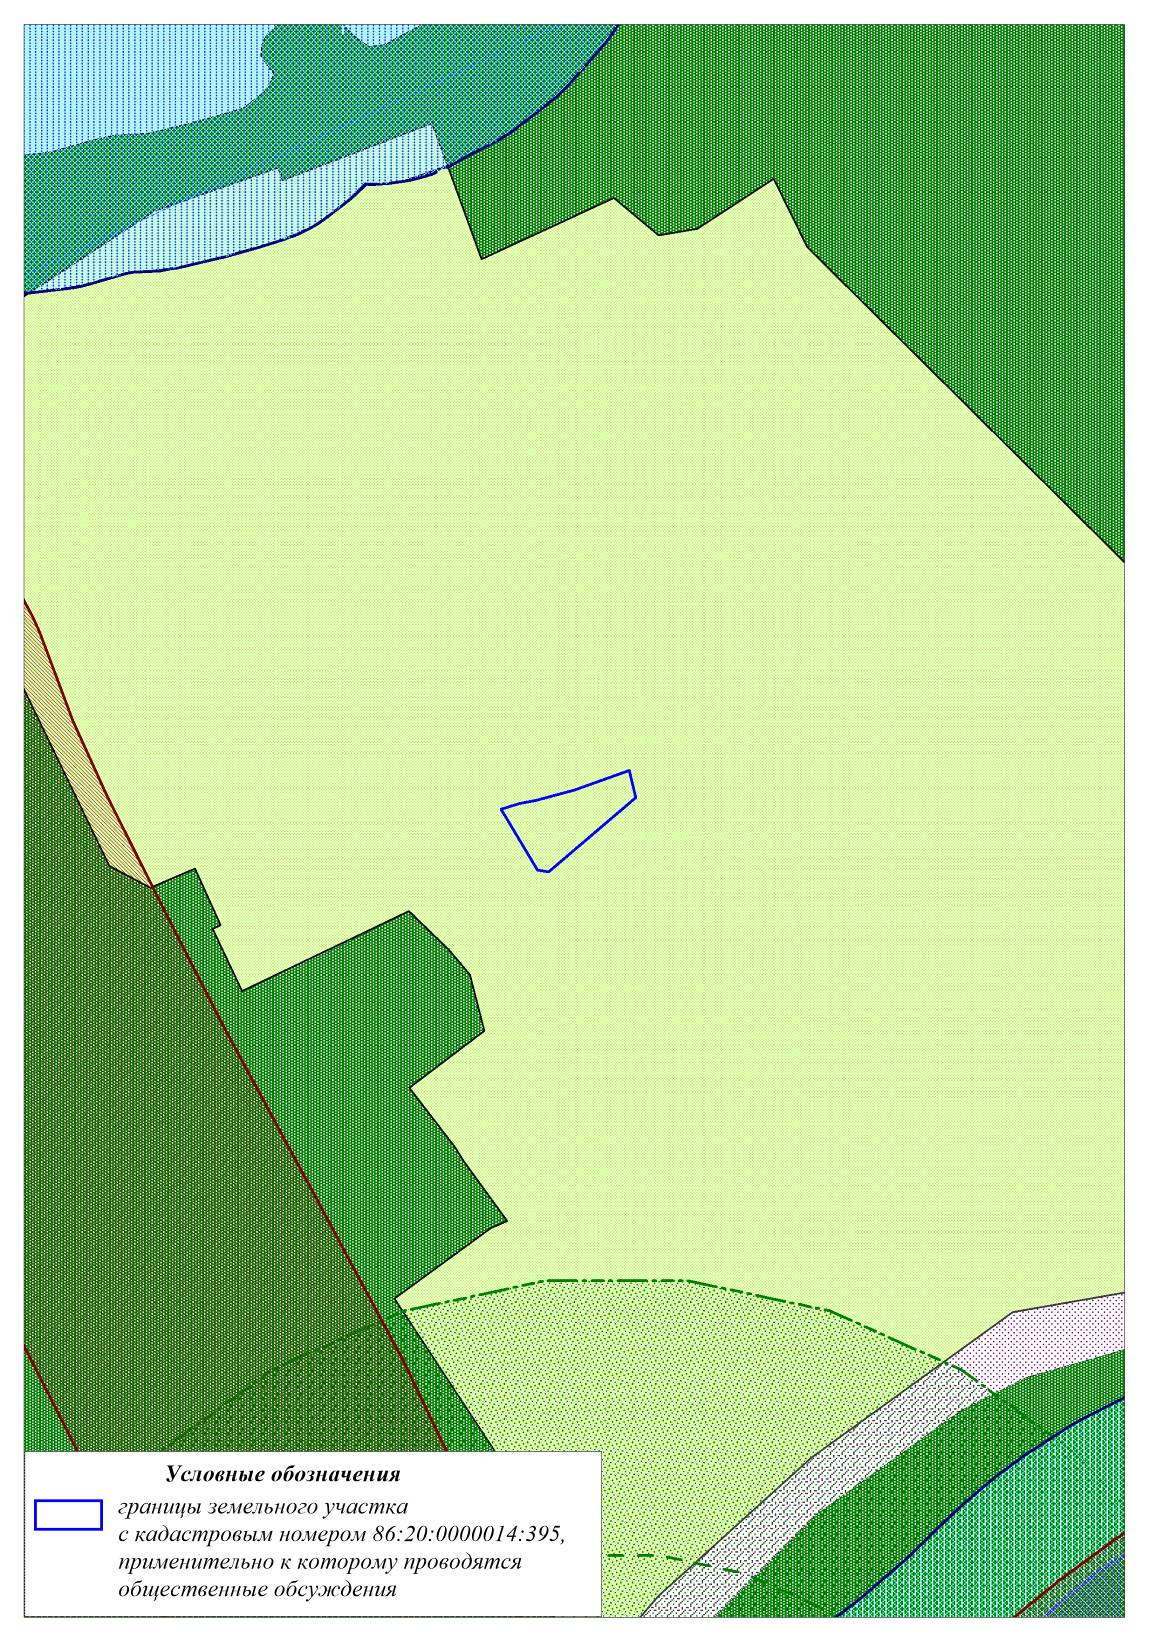 Условные обозначения
границы земельного участка
с кадастровым номером 86:20:0000014:395,
применительно к которому проводятся
общественные обсуждения